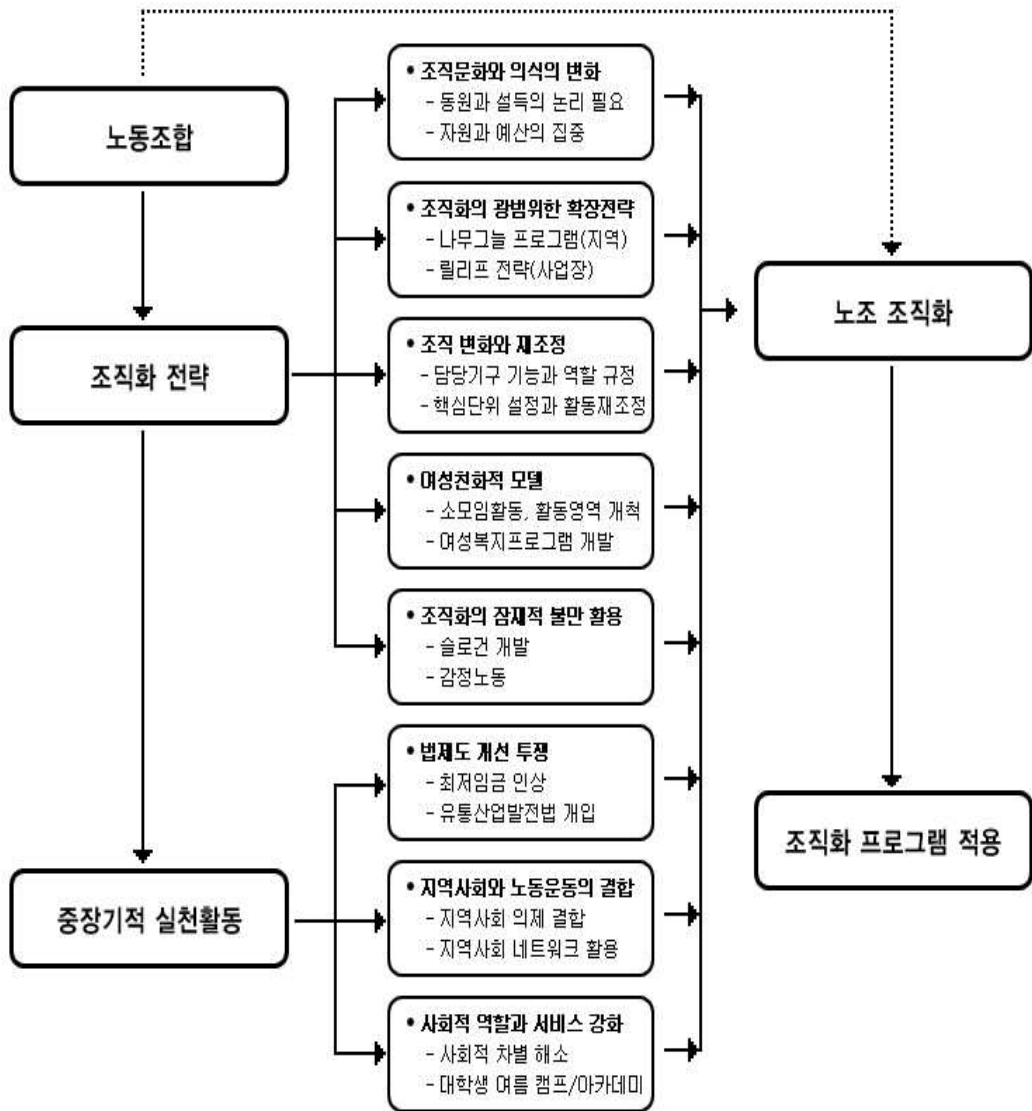 노동조합
조직화 전략
중장기적 실천활동
• 조직문화와 의식의 변화
- 동원과 설득의 논리 필요
- 자원과 예산의 집중
• 조직화의 광범위한 확장전략
- 나무그늘 프로그램(지역)
- 릴리프 전략(사업장)
• 조직 변화와 재조정
- 담당기구 기능과 역할 규정
- 핵심단위 설정과 활동재조정
• 여성친화적 모델
- 소모임활동, 활동영역 개척
- 여성복지프로그램 개발
• 조직화의 잠재적 불만 활용
- 슬로건 개발
- 감정노동
• 법제도 개선 투쟁
- 최저임금 인상
- 유통산업발전법 개입
• 지역사회와 노동운동의 결합
- 지역사회 의제 결합
- 지역사회 네트워크 활용
• 사회적 역할과 서비스 강화
- 사회적 차별 해소
- 대학생 여름 캠프/아카데미
노조 조직화
조직화 프로그램 적용